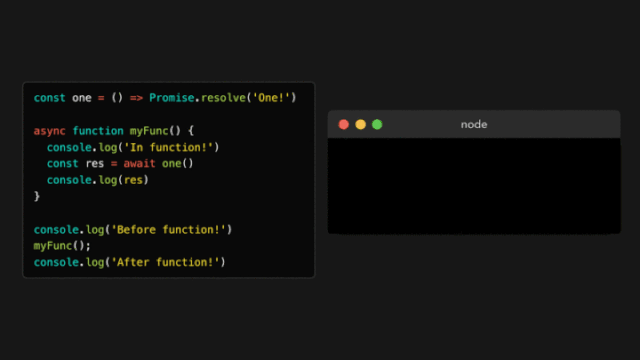 const one = () => Promise.resolve('One!')
async function myFunc() {
  console.log('In function!')
  const res = await one()
  console.log(res)
}
console.log('Before function!')
myFunc();
console.log('After function!')
node